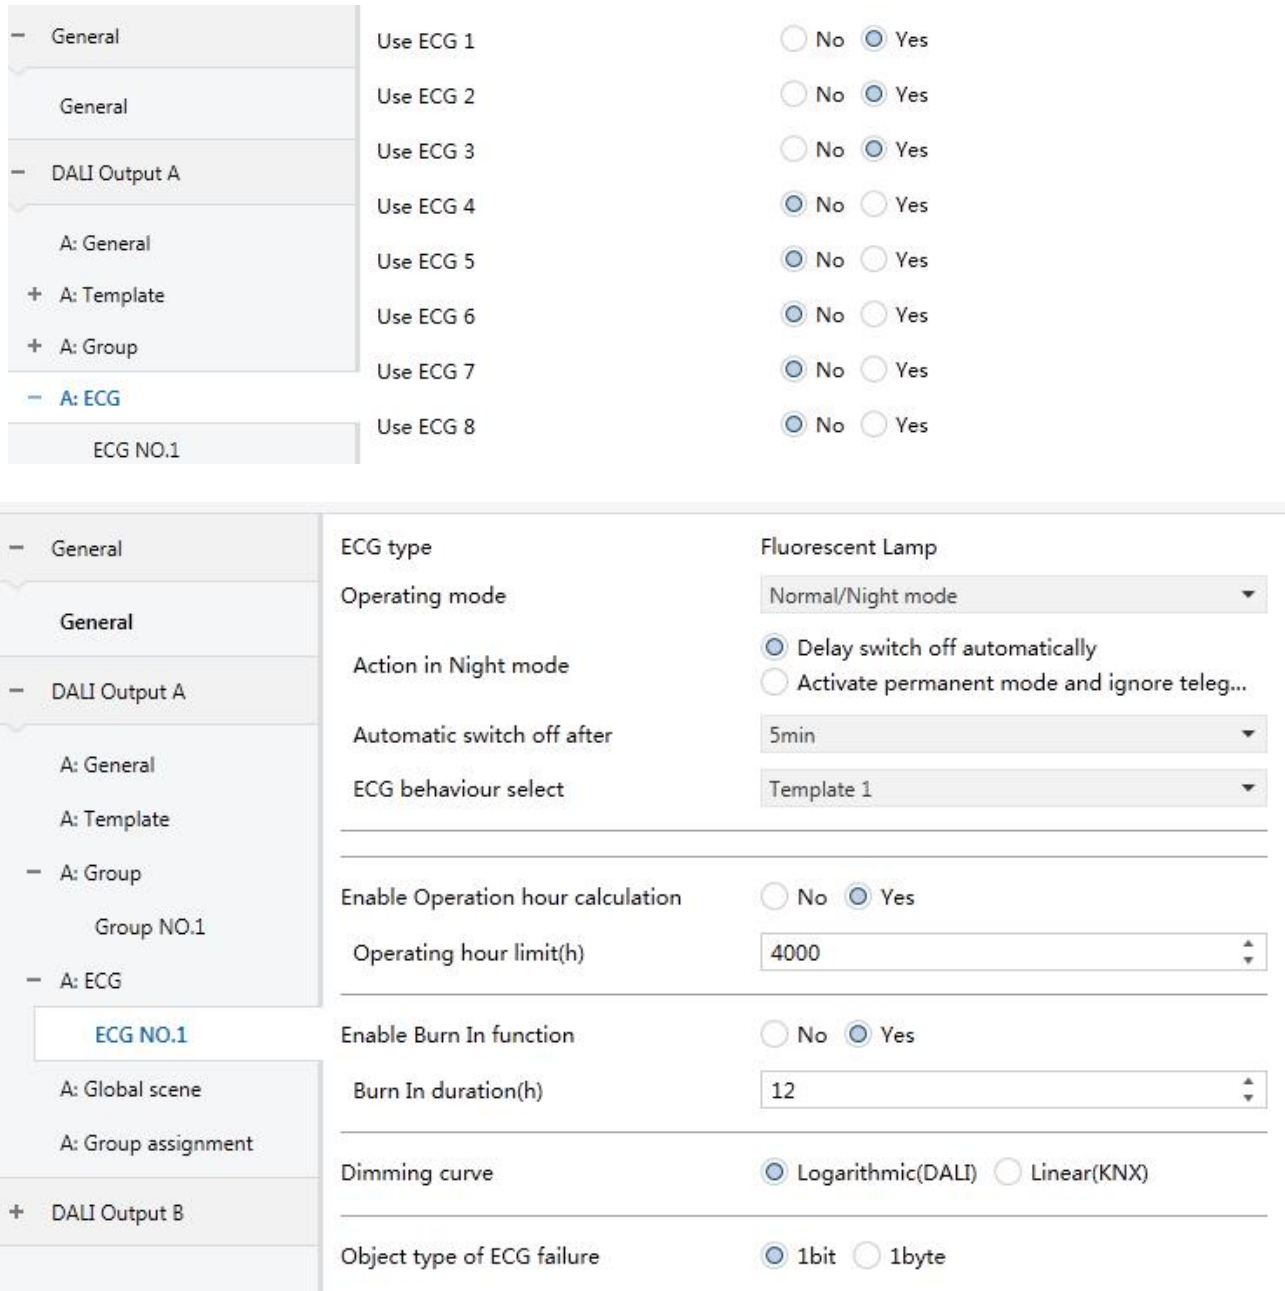 General
General
DALI Output A
A: General
A: Template
A: Group
A: ECG
ECG NO.1
Use ECG 1 No Yes
Use ECG 2 No Yes
Use ECG 3 No Yes
Use ECG 4 No Yes
Use ECG 5 No Yes
Use ECG 6 No Yes
Use ECG 7 No Yes
Use ECG 8 No Yes
General
General
DALI Output A
A: General
A: Template
A: Group
Group NO.1
A: ECG
ECG NO.1
A: Global scene
A: Group assignment
DALI Output B
ECG type Fluorescent Lamp
Operating mode Normal/Night mode
Action in Night mode Delay switch off automatically
Activate permanent mode and ignore teleg...
Automatic switch off after 5min
ECG behaviour select Template 1
Enable Operation hour calculation No Yes
Operating hour limit(h) 4000
Enable Burn In function No Yes
Burn In duration(h) 12
Dimming curve Logarithmic(DALI) Linear(KNX)
Object type of ECG failure 1bit 1byte